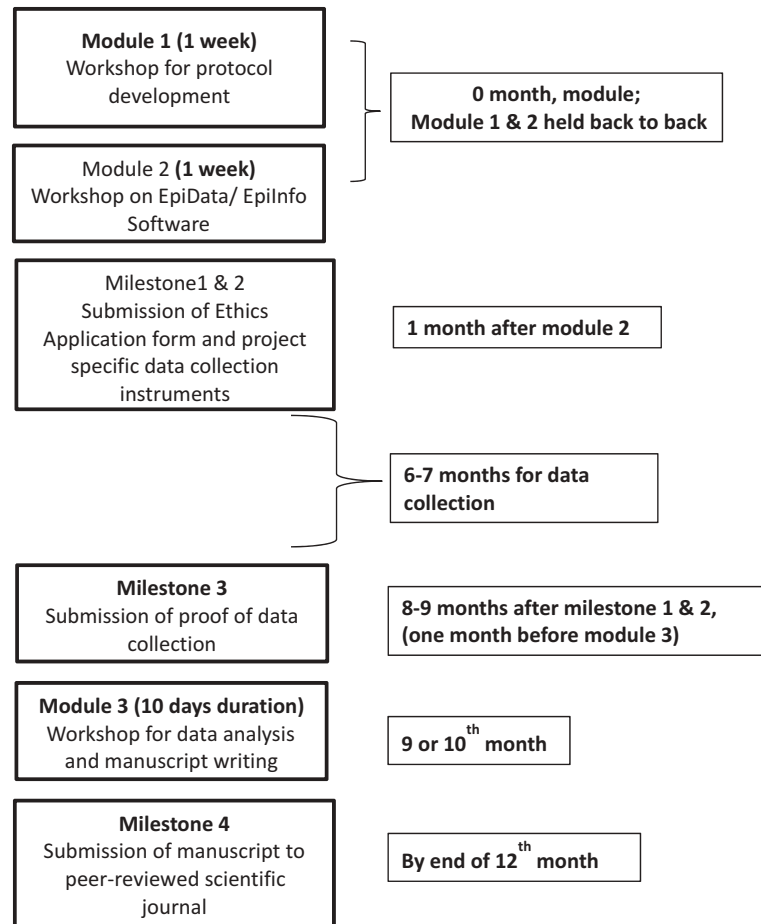 Module 1 (1 week)
Workshop for protocol
development
0 month, module;
Module 1 & 2 held back to back
Module 2 (1 week)
Workshop on EpiData/ EpiInfo
Software
Milestone1 & 2
Submission of Ethics
Application form and project
specific data collection
instruments
1 month after module 2
6-7 months for data
collection
Milestone 3
Submission of proof of data
collection
8-9 months after milestone 1 & 2,
(one month before module 3)
Module 3 (10 days duration)
Workshop for data analysis
and manuscript writing
9 or 10th month
Milestone 4
Submission of manuscript to
peer-reviewed scientific
journal
By end of 12th month